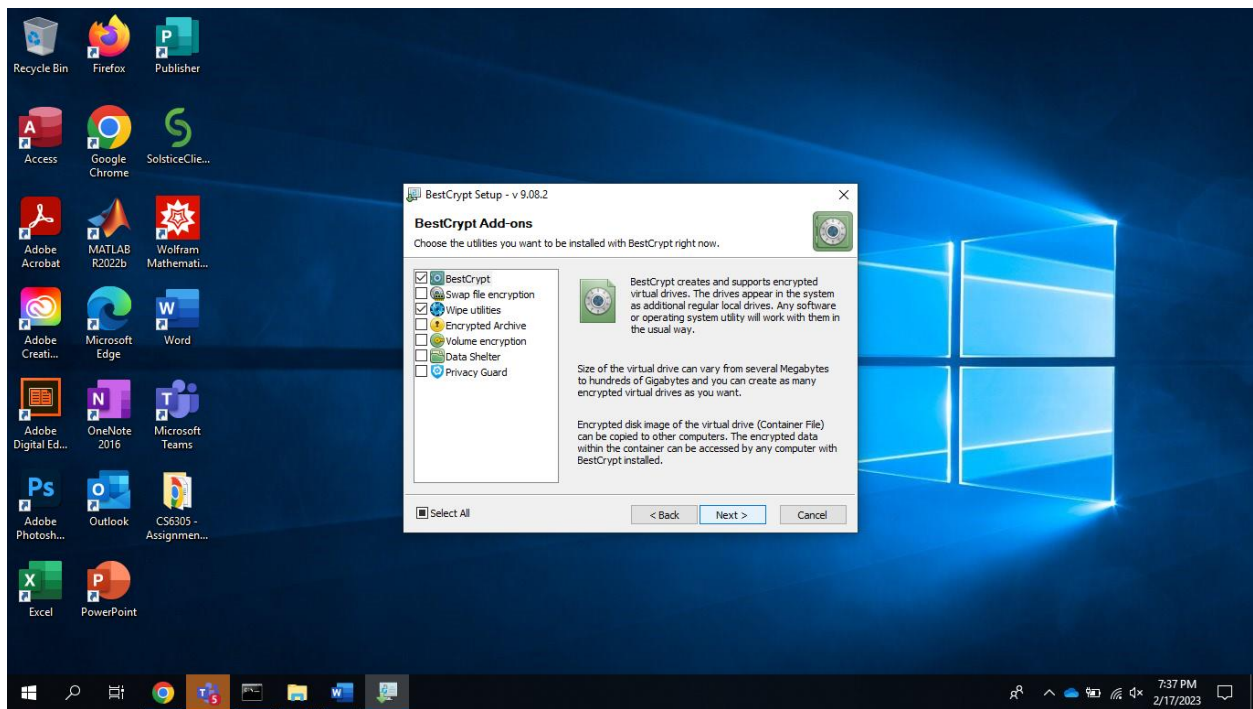 Recycle Bin
Firefox
Publisher
Access
Google
Chrome
SolsticeClie...
Adobe
Acrobat
MATLAB
R2022b
Wolfram
Mathemati...
Adobe
Creati...
Microsoft
Edge
Word
Adobe
Digital Ed...
OneNote
2016
Microsoft
Teams
Adobe
Photosh...
Outlook
CS6305 -
Assignmen...
Excel
PowerPoint
BestCrypt Setup - v 9.08.2
BestCrypt Add-ons
Choose the utilities you want to be installed with BestCrypt right now.
BestCrypt
Swap file encryption
Wipe utilities
Encrypted Archive
Volume encryption
Data Shelter
Privacy Guard
BestCrypt creates and supports encrypted
virtual drives. The drives appear in the system
as additional regular local drives. Any software
or operating system utility will work with them in
the usual way.
Size of the virtual drive can vary from several Megabytes
to hundreds of Gigabytes and you can create as many
encrypted virtual drives as you want.
Encrypted disk image of the virtual drive (Container File)
can be copied to other computers. The encrypted data
within the container can be accessed by any computer with
BestCrypt installed.
Select All
< Back
Next >
Cancel
7:37 PM
2/17/2023